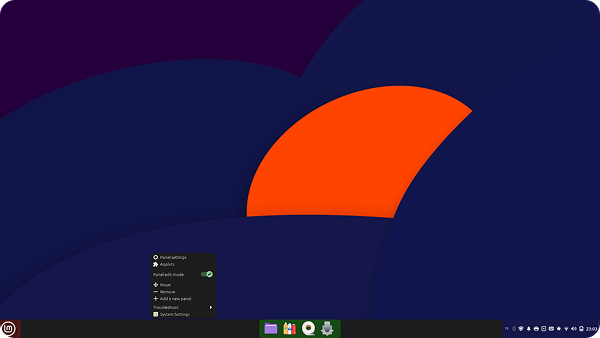 Panel settings
Applets
Panel edit mode
Move
Remove
Add a new panel
Troubleshoot
System Settings
23:03